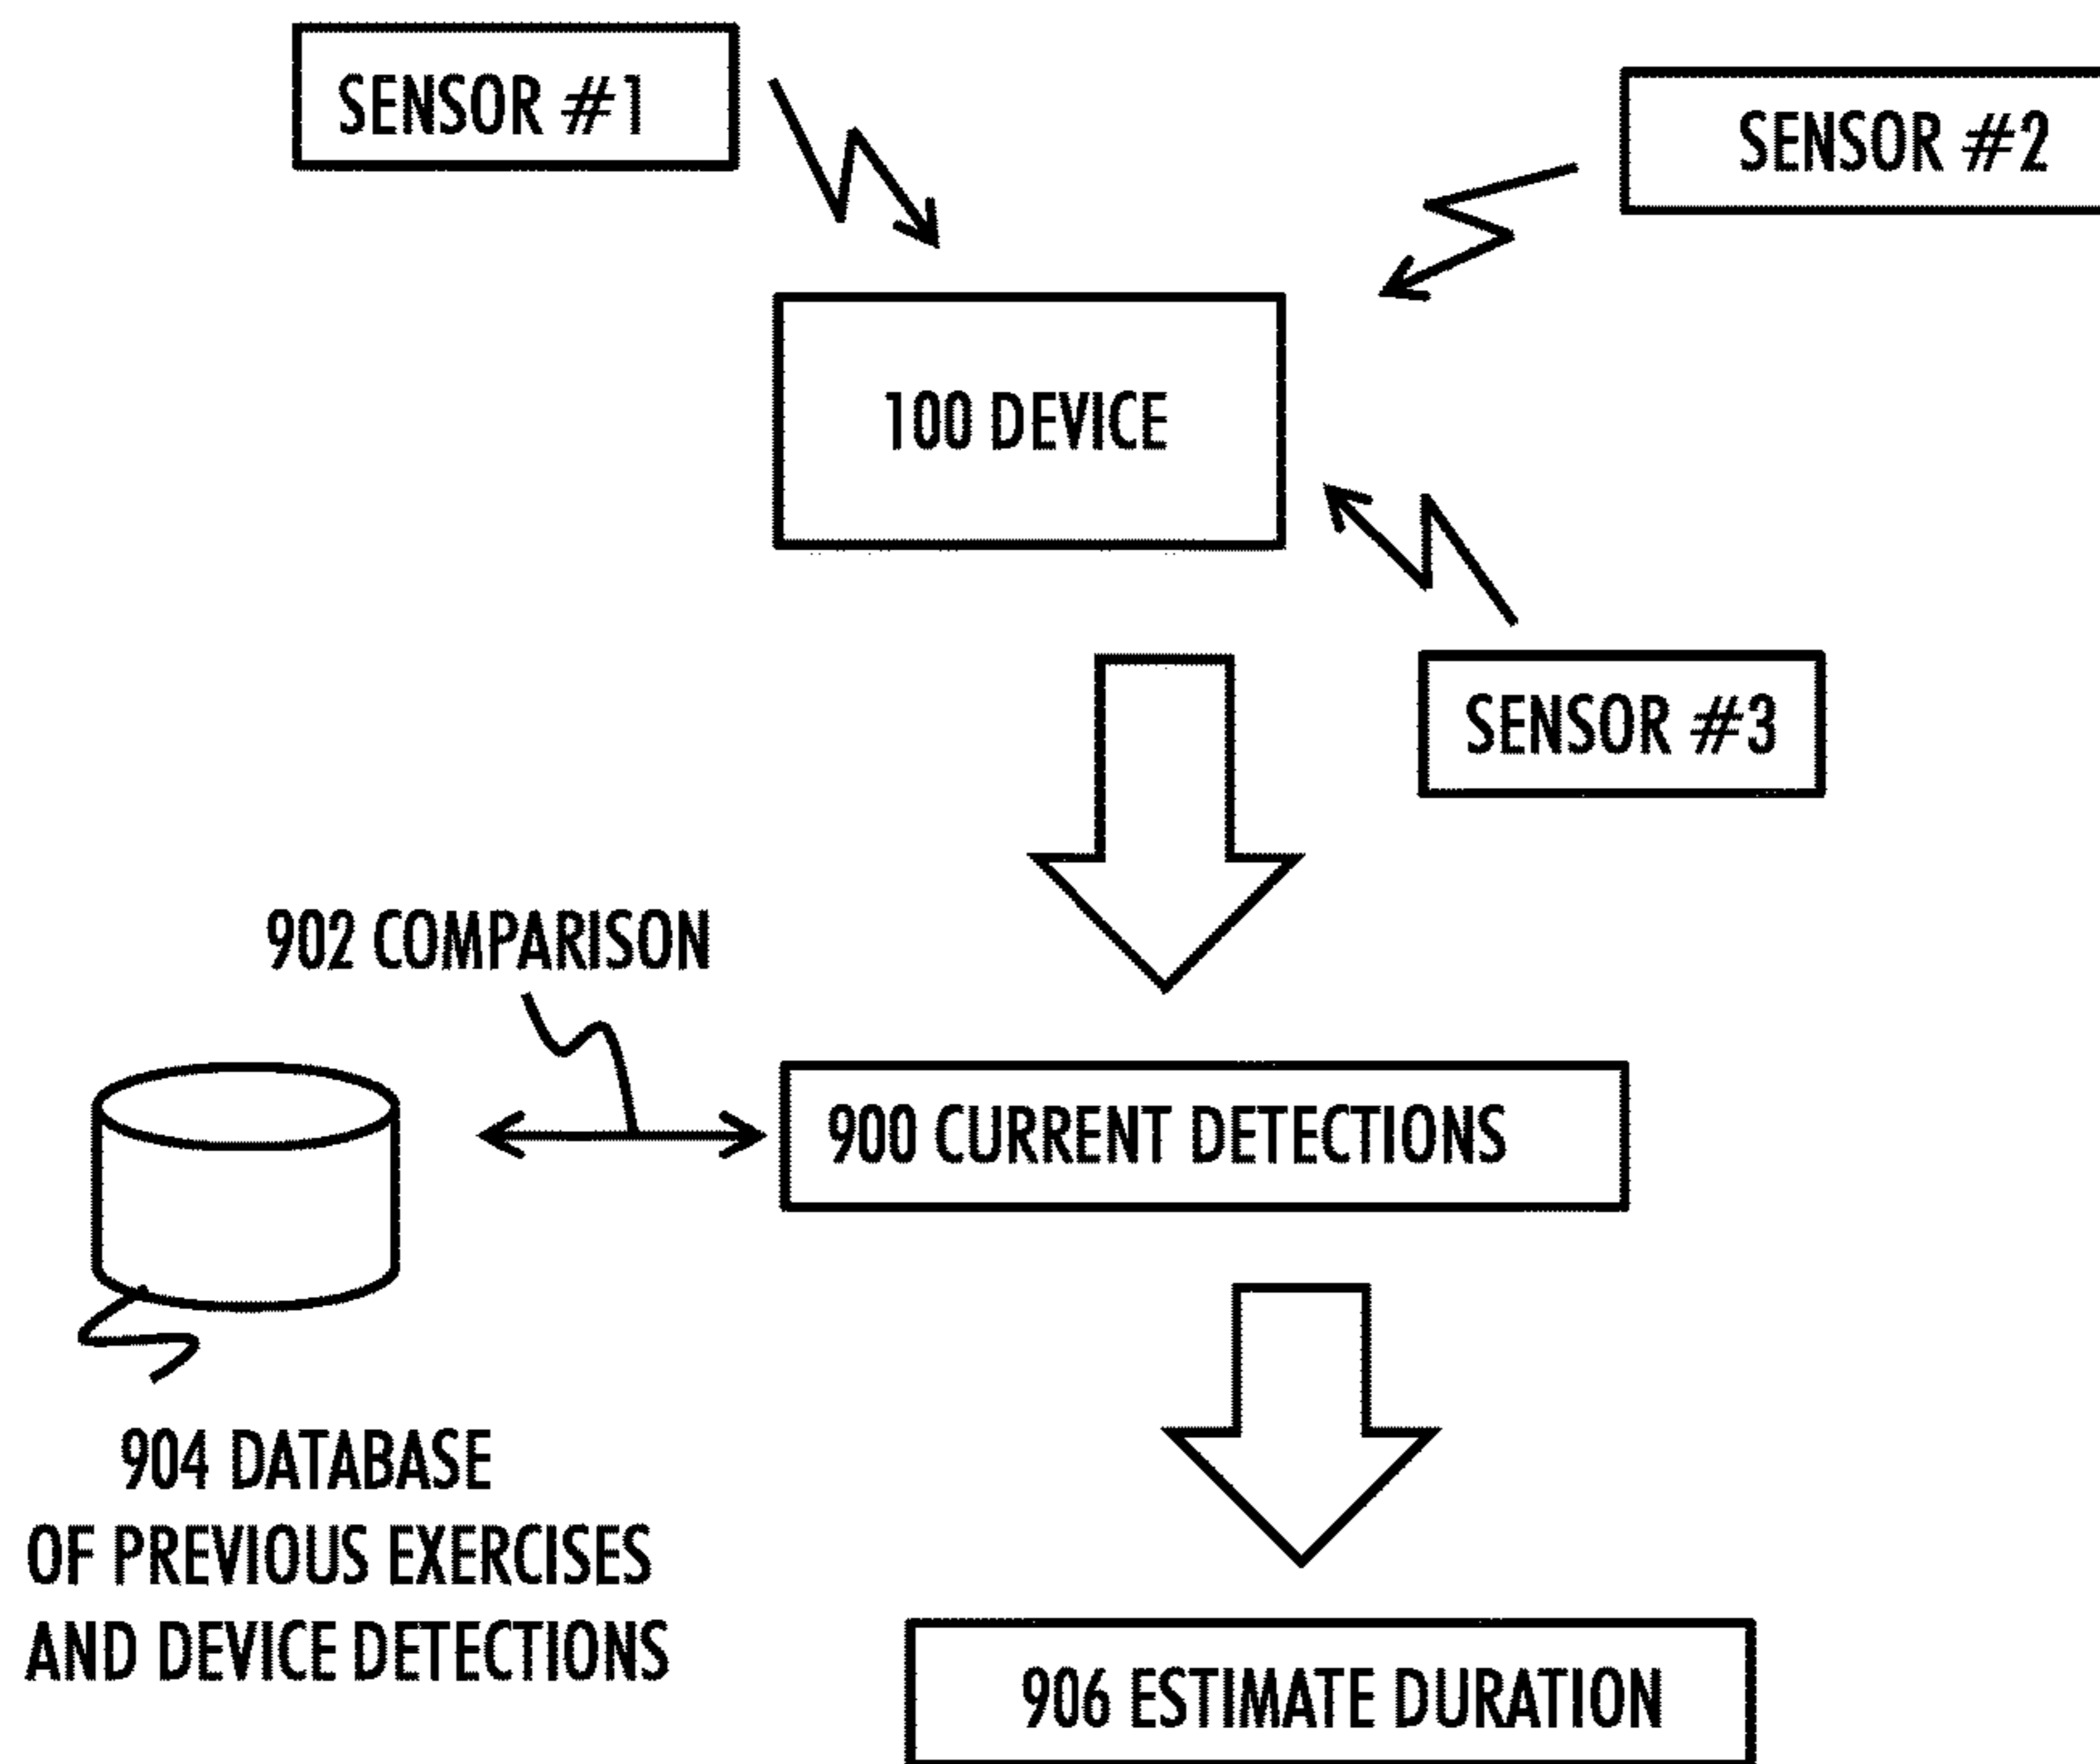 SENSOR #1
SENSOR #2
100 DEVICE
SENSOR #3
902 COMPARISON
900 CURRENT DETECTIONS
904 DATABASE
OF PREVIOUS EXERCISES
AND DEVICE DETECTIONS
906 ESTIMATE DURATION